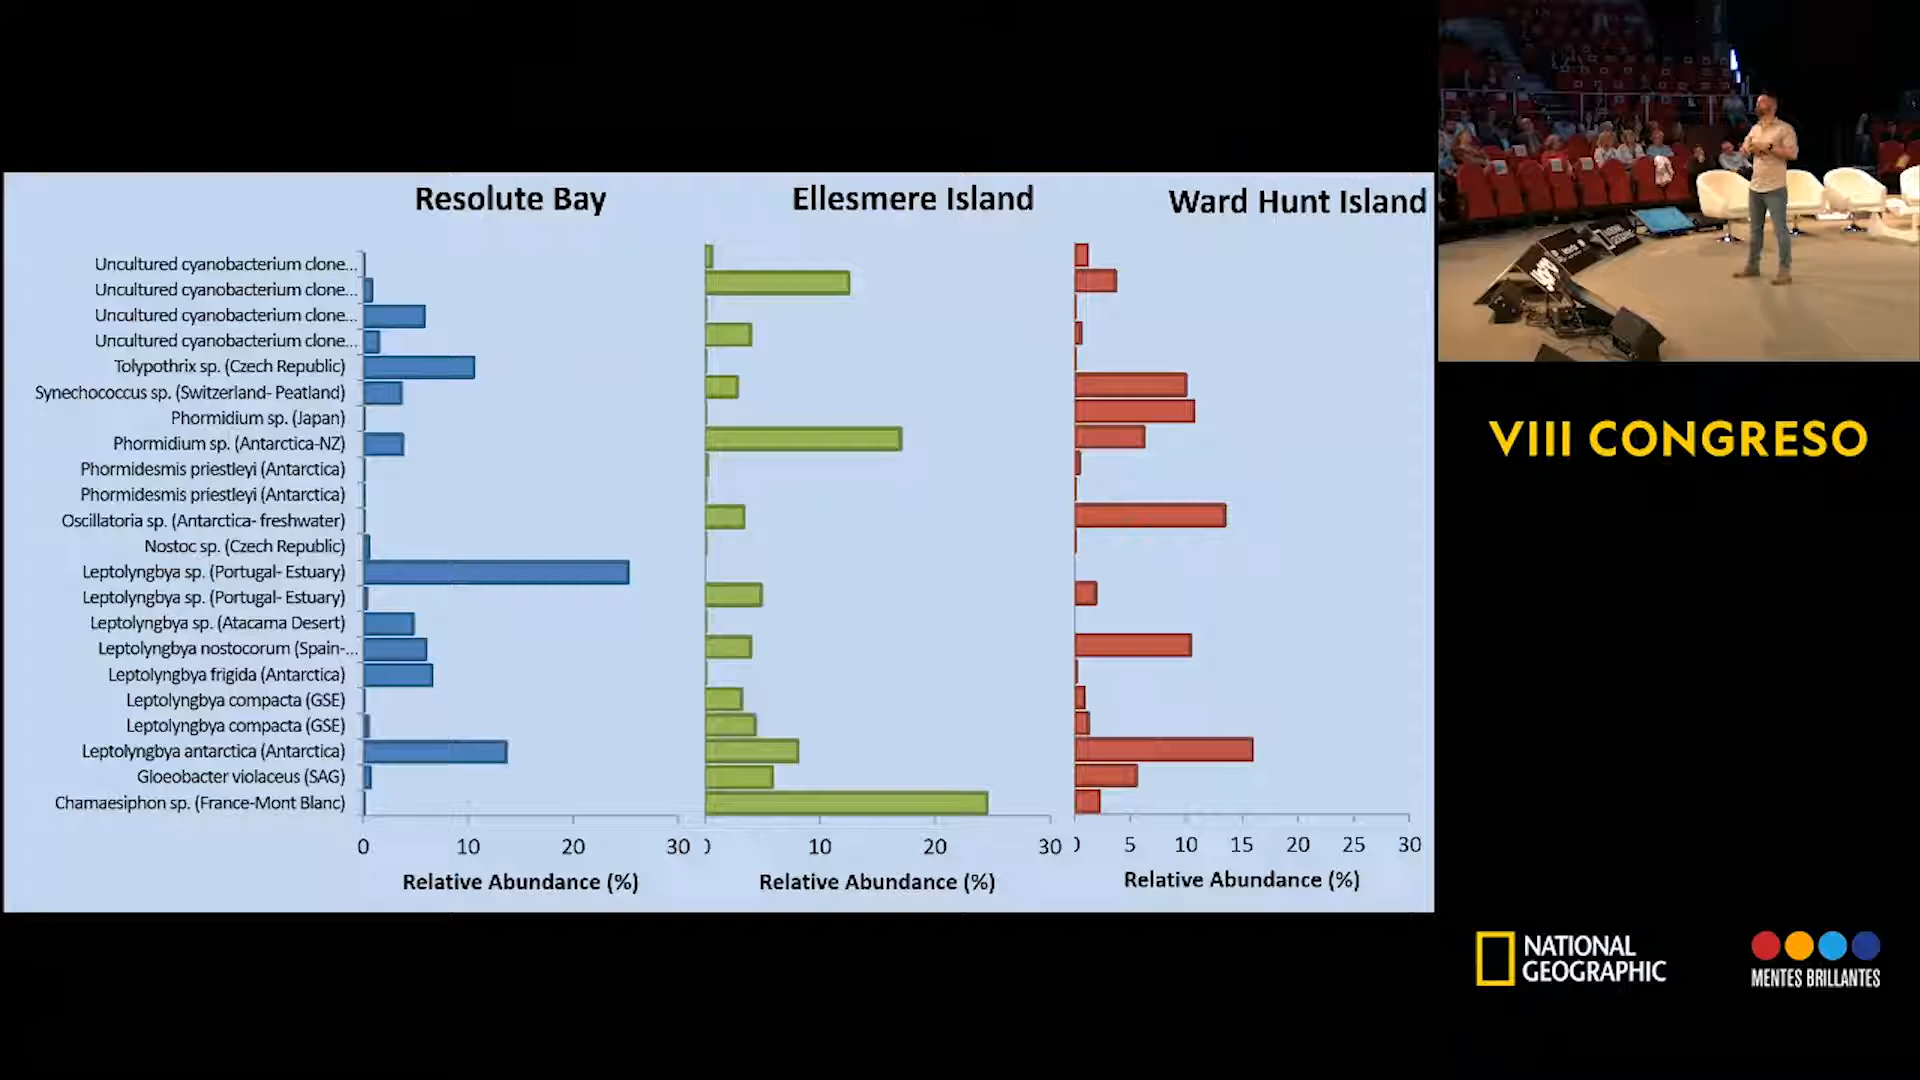 Resolute Bay
Ellesmere Island
Ward Hunt Island
Uncultured cyanobacterium clone...
Uncultured cyanobacterium clone...
Uncultured cyanobacterium clone...
Uncultured cyanobacterium clone...
Tolypothrix sp. (Czech Republic)
Synechococcus sp. (Switzerland- Peatland)
Phormidium sp. (Japan)
Phormidium sp. (Antarctica-NZ)
Phormidesmis priestleyi (Antarctica)
Phormidesmis priestleyi (Antarctica)
Oscillatoria sp. (Antarctica- freshwater)
Nostoc sp. (Czech Republic)
Leptolyngbya sp. (Portugal- Estuary)
Leptolyngbya sp. (Portugal- Estuary)
Leptolyngbya sp. (Atacama Desert)
Leptolyngbya nostocorum (Spain-...
Leptolyngbya frigida (Antarctica)
Leptolyngbya compacta (GSE)
Leptolyngbya compacta (GSE)
Leptolyngbya antarctica (Antarctica)
Gloeobacter violaceus (SAG)
Chamaesiphon sp. (France-Mont Blanc)
0 10 20 30
10 20 30
5 10 15 20 25 30
Relative Abundance (%)
Relative Abundance (%)
Relative Abundance (%)
VIII CONGRESO
NATIONAL
GEOGRAPHIC
MENTES BRILLANTES